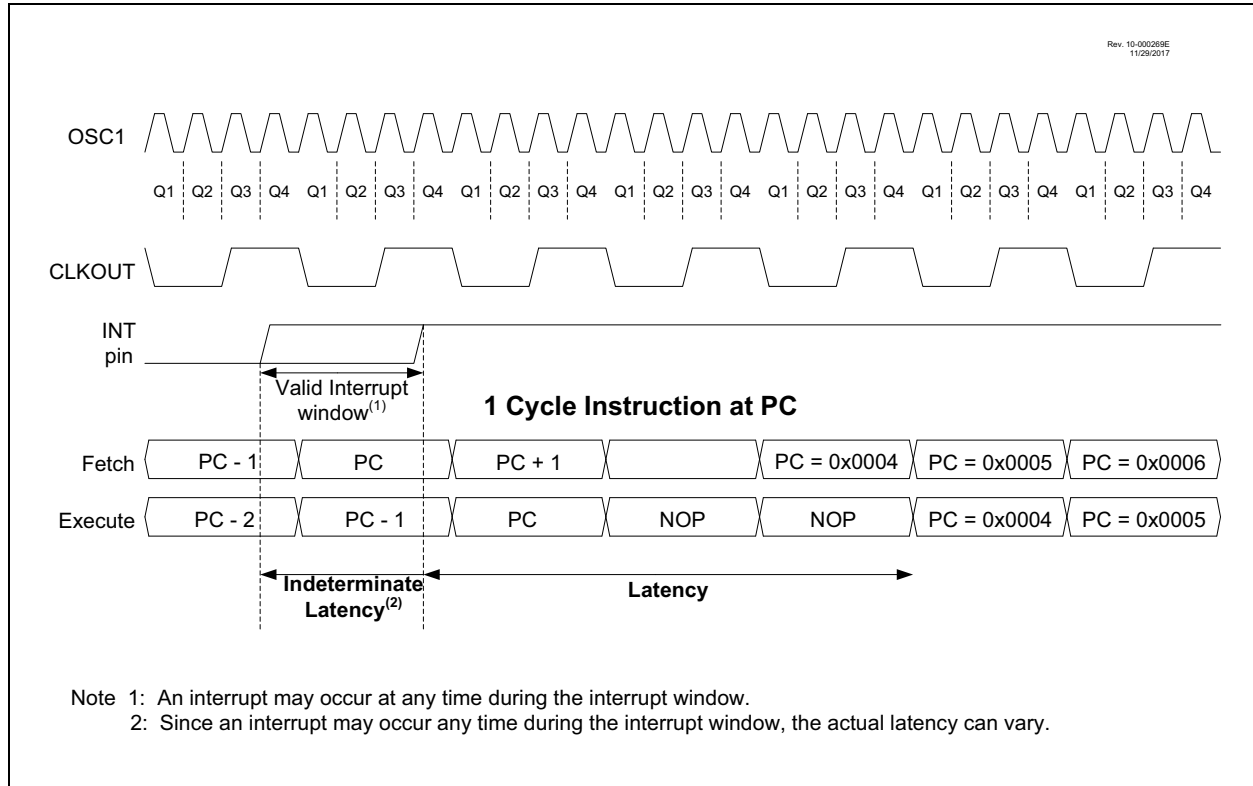 Rev. 10-000269E
11/29/2017
OSC1
Q1 Q2 Q3 Q4 Q1 Q2 Q3 Q4 Q1 Q2 Q3 Q4 Q1 Q2 Q3 Q4 Q1 Q2 Q3 Q4 Q1 Q2 Q3 Q4 Q1 Q2 Q3 Q4
CLKOUT
INT
pin
Valid Interrupt
window(1)
1 Cycle Instruction at PC
Fetch PC - 1 PC PC + 1 PC = 0x0004 PC = 0x0005 PC = 0x0006
Execute PC - 2 PC - 1 PC NOP NOP PC = 0x0004 PC = 0x0005
Indeterminate
Latency(2)
Latency
Note 1: An interrupt may occur at any time during the interrupt window.
2: Since an interrupt may occur any time during the interrupt window, the actual latency can vary.